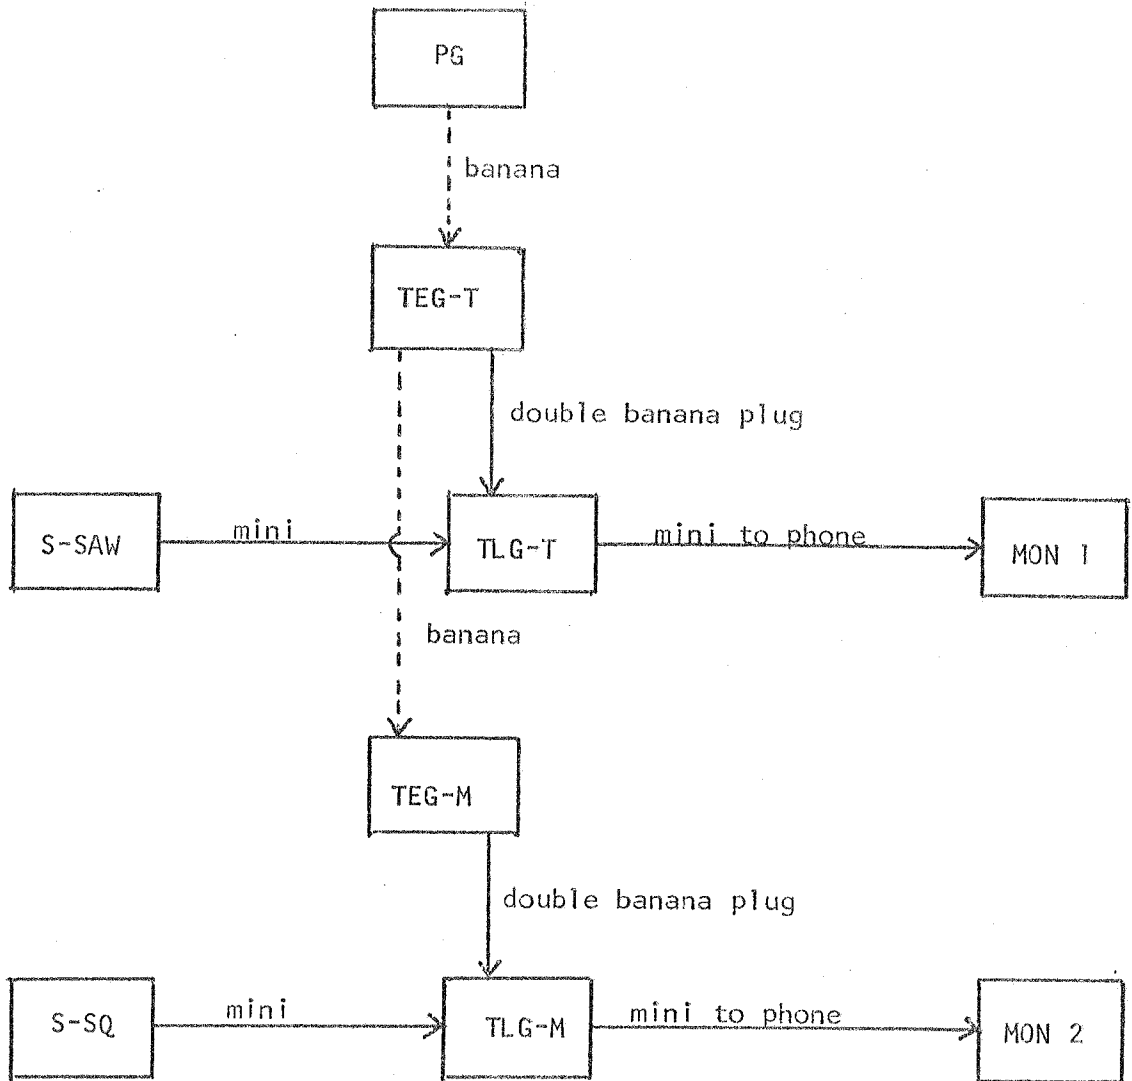 PG
banana
TEG-T
double banana plug
S-SAW
mini
TLG-T
mini to phone
MON 1
banana
TEG-M
double banana plug
S-SQ
mini
TLG-M
mini to phone
MON 2